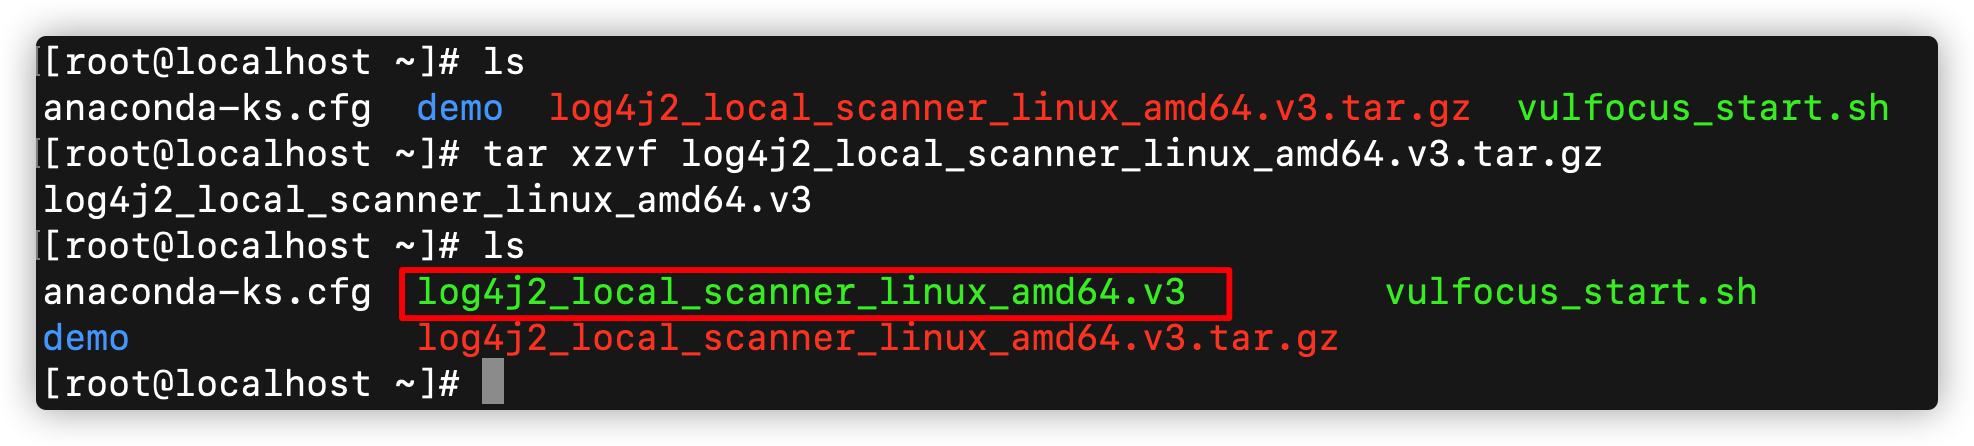 [root@localhost ~]# ls
anaconda-ks.cfg  demo  log4j2_local_scanner_linux_amd64.v3.tar.gz  vulfocus_start.sh
[root@localhost ~]# tar xzvf log4j2_local_scanner_linux_amd64.v3.tar.gz
log4j2_local_scanner_linux_amd64.v3
[root@localhost ~]# ls
anaconda-ks.cfg  log4j2_local_scanner_linux_amd64.v3         vulfocus_start.sh
demo             log4j2_local_scanner_linux_amd64.v3.tar.gz
[root@localhost ~]#